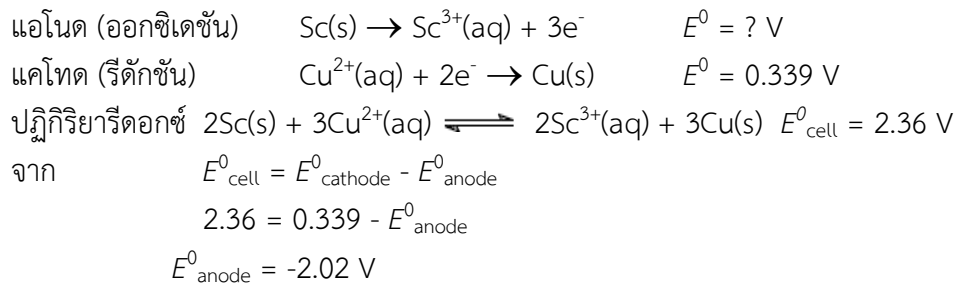 แอโนด (ออกซิเดชัน) Sc(s) → Sc³⁺(aq) + 3e⁻ E⁰ = ? V
แคโทด (รีดักชัน) Cu²⁺(aq) + 2e⁻ → Cu(s) E⁰ = 0.339 V
ปฏิกิริยารีดอกซ์ 2Sc(s) + 3Cu²⁺(aq) ⇌ 2Sc³⁺(aq) + 3Cu(s) E⁰cell = 2.36 V
จาก E⁰cell = E⁰cathode - E⁰anode
2.36 = 0.339 - E⁰anode
E⁰anode = -2.02 V